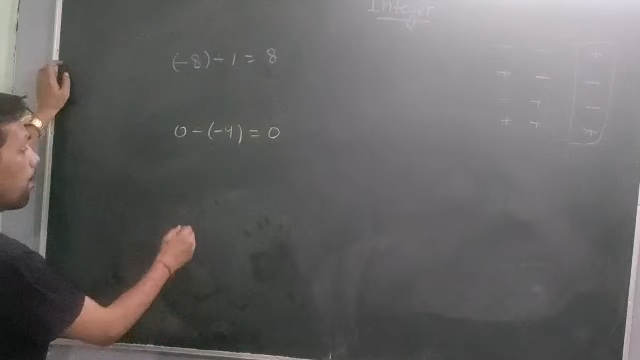 Integer
(-8) ÷ 1 = 8
0 - (-4) = 0
+
+ - -
- + -
+ + +